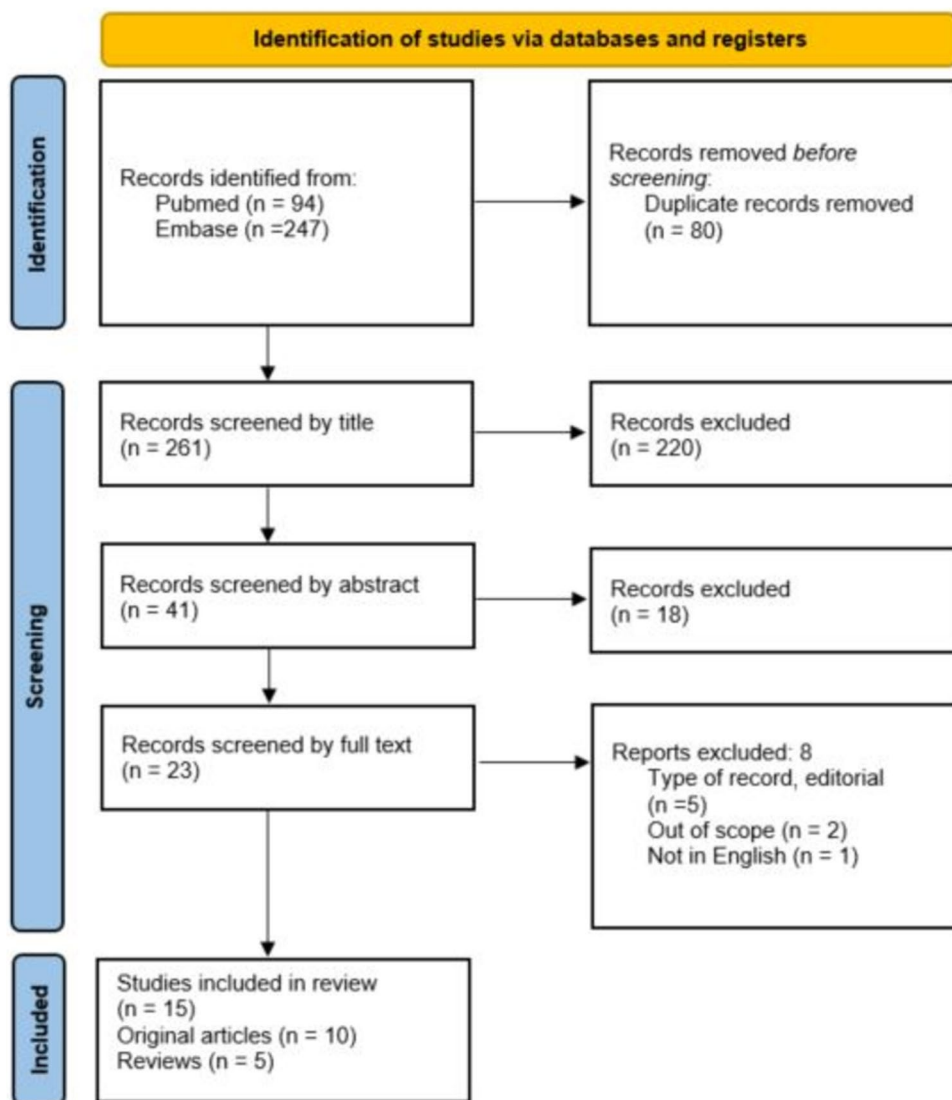 Identification of studies via databases and registers
Identification
Records identified from:
Pubmed (n = 94)
Embase (n =247)
Records removed before
screening:
Duplicate records removed
(n = 80)
Screening
Records screened by title
(n = 261)
Records excluded
(n = 220)
Records screened by abstract
(n = 41)
Records excluded
(n = 18)
Records screened by full text
(n = 23)
Reports excluded: 8
Type of record, editorial
(n =5)
Out of scope (n = 2)
Not in English (n = 1)
Included
Studies included in review
(n = 15)
Original articles (n = 10)
Reviews (n = 5)